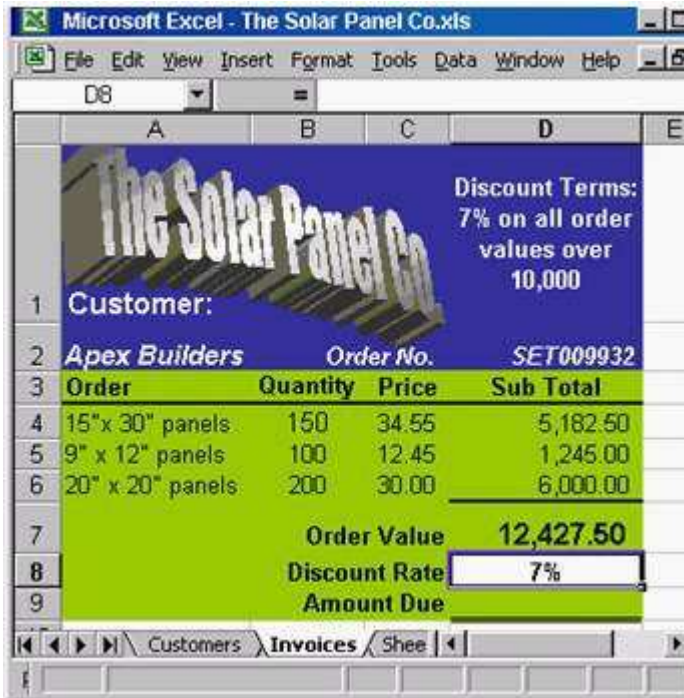 Microsoft Excel - The Solar Panel Co.xls
File Edit View Insert Format Tools Data Window Help
D8 =
A B C D E
The Solar Panel Co.
Discount Terms:
7% on all order
values over
10,000
1 Customer:
2 Apex Builders Order No. SET009932
3 Order Quantity Price Sub Total
4 15"x 30" panels 150 34.55 5,182.50
5 9" x 12" panels 100 12.45 1,245.00
6 20" x 20" panels 200 30.00 6,000.00
7 Order Value 12,427.50
8 Discount Rate 7%
9 Amount Due
Customers Invoices Shee